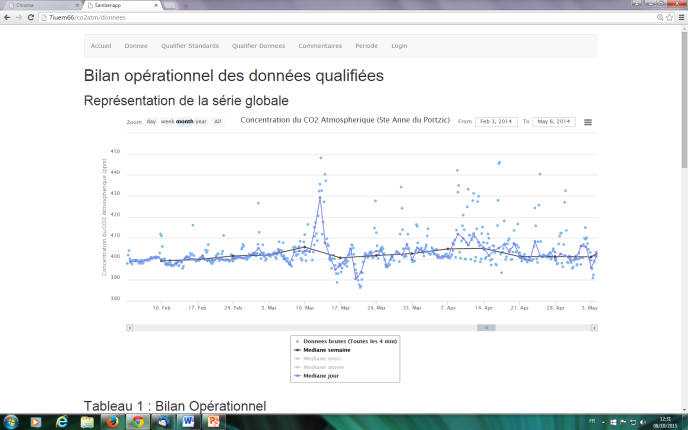 Chrome
Sambenapp
7iuem66/co2atm/donnees
Accueil Donnee Qualifier Standards Qualifier Donnees Commentaires Periode Login
Bilan opérationnel des données qualifiées
Représentation de la série globale
Zoom day week month year All
Concentration du CO2 Atmospherique (Ste Anne du Portzic)
From Feb 3, 2014 To May 6, 2014
Concentration du CO2 Atmospherique (ppm)
450
440
430
420
410
400
390
380
10. Feb 17. Feb 24. Feb 3. Mar 10. Mar 17. Mar 24. Mar 31. Mar 7. Apr 14. Apr 21. Apr 28. Apr 5. May
Donnees brutes (Toutes les 4 min)
Mediane semaine
Mediane mois
Mediane annee
Mediane jour
Tableau 1 : Bilan Opérationnel
FR
12:31
08/10/2015